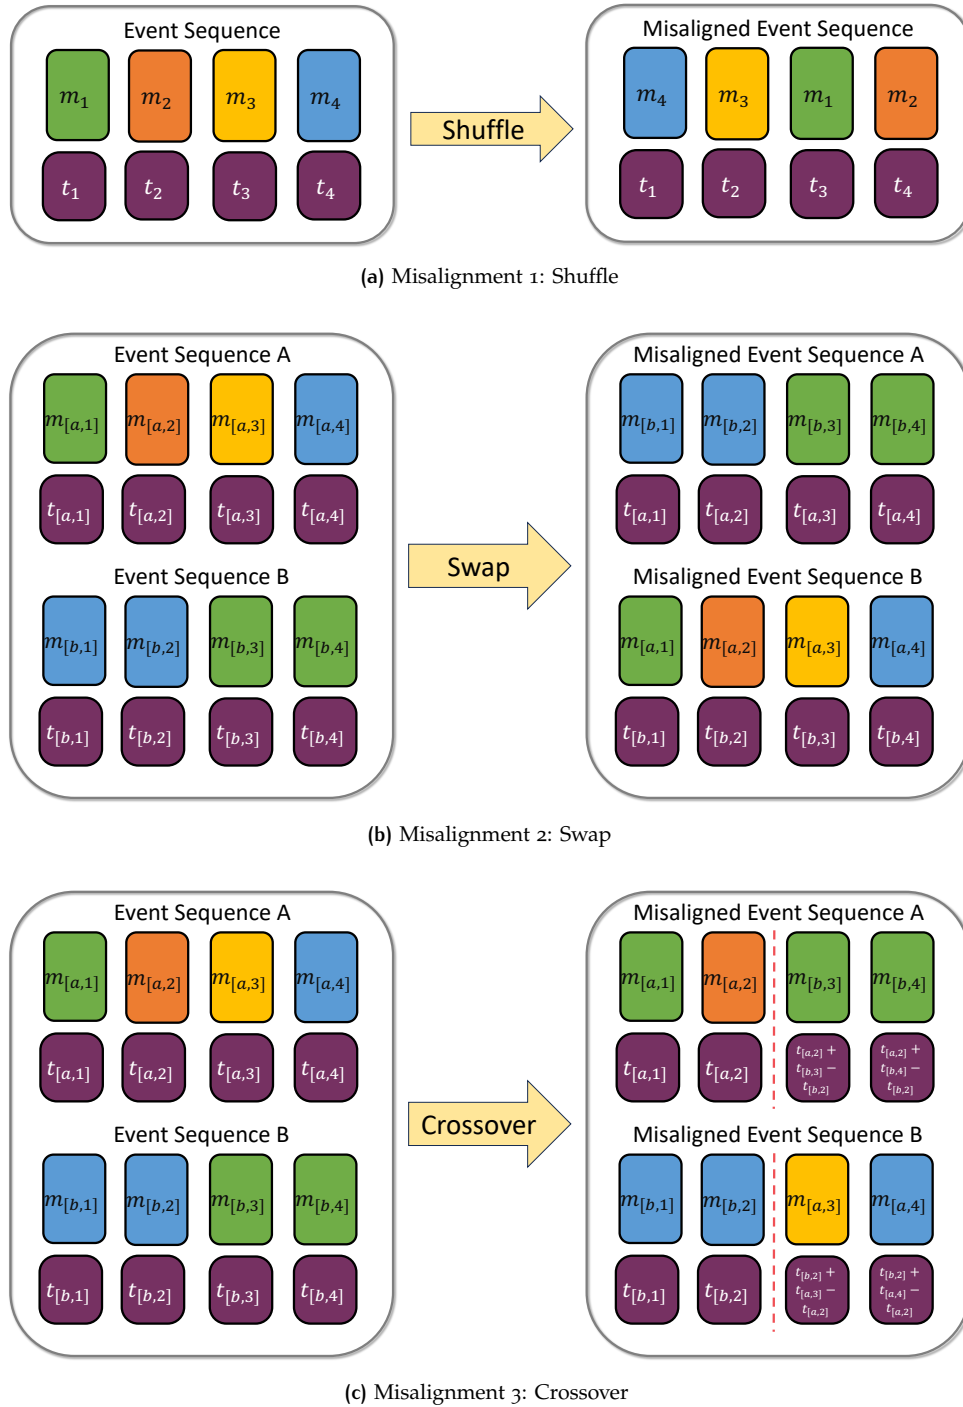 Event Sequence
m₁ m₂ m₃ m₄
t₁ t₂ t₃ t₄
Shuffle
Misaligned Event Sequence
m₄ m₃ m₁ m₂
t₁ t₂ t₃ t₄
(a) Misalignment 1: Shuffle
Event Sequence A
m[a,1] m[a,2] m[a,3] m[a,4]
t[a,1] t[a,2] t[a,3] t[a,4]
Event Sequence B
m[b,1] m[b,2] m[b,3] m[b,4]
t[b,1] t[b,2] t[b,3] t[b,4]
Swap
Misaligned Event Sequence A
m[b,1] m[b,2] m[b,3] m[b,4]
t[a,1] t[a,2] t[a,3] t[a,4]
Misaligned Event Sequence B
m[a,1] m[a,2] m[a,3] m[a,4]
t[b,1] t[b,2] t[b,3] t[b,4]
(b) Misalignment 2: Swap
Event Sequence A
m[a,1] m[a,2] m[a,3] m[a,4]
t[a,1] t[a,2] t[a,3] t[a,4]
Event Sequence B
m[b,1] m[b,2] m[b,3] m[b,4]
t[b,1] t[b,2] t[b,3] t[b,4]
Crossover
Misaligned Event Sequence A
m[a,1] m[a,2] m[b,3] m[b,4]
t[a,1] t[a,2]
t[a,2] +
t[b,3] −
t[b,2]
t[a,2] +
t[b,4] −
t[b,2]
Misaligned Event Sequence B
m[b,1] m[b,2] m[a,3] m[a,4]
t[b,1] t[b,2]
t[b,2] +
t[a,3] −
t[a,2]
t[b,2] +
t[a,4] −
t[a,2]
(c) Misalignment 3: Crossover